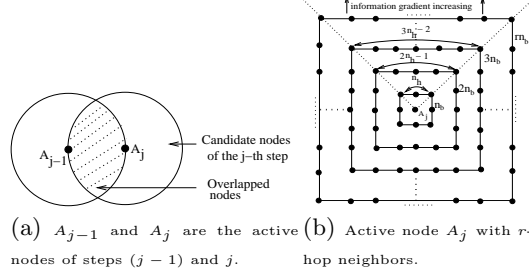 information gradient increasing
3n_h - 2
2n_h - 1
n_h
A_j
n_b
2n_b
3n_b
rn_b
A_{j-1}
A_j
Candidate nodes
of the j-th step
Overlapped
nodes
(a) A_{j−1} and A_j are the active
nodes of steps (j − 1) and j.
(b) Active node A_j with r-
hop neighbors.